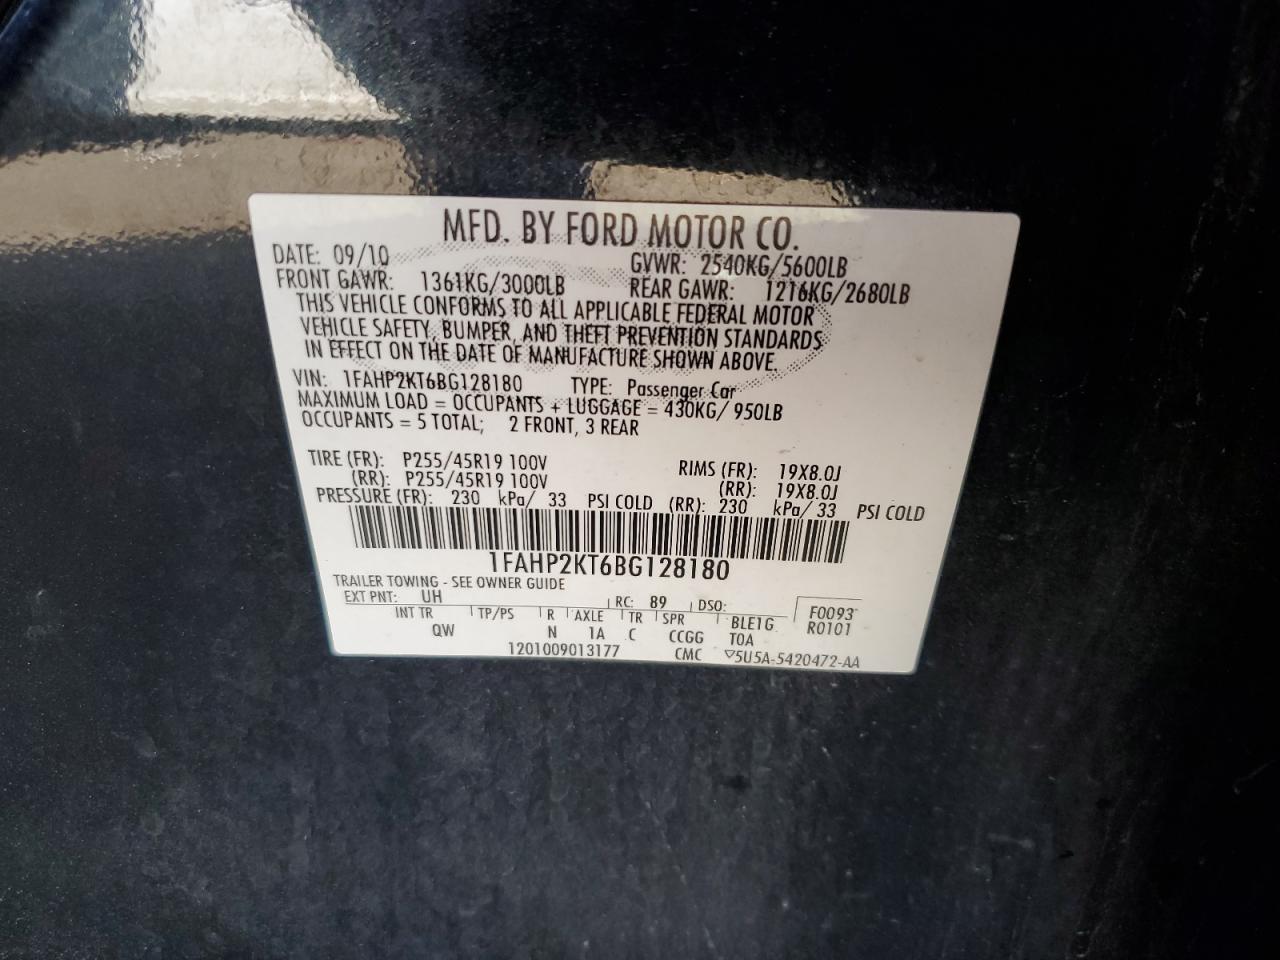 MFD. BY FORD MOTOR CO.
DATE: 09/10 GVWR: 2540KG/5600LB
FRONT GAWR: 1361KG/3000LB REAR GAWR: 1216KG/2680LB
THIS VEHICLE CONFORMS TO ALL APPLICABLE FEDERAL MOTOR
VEHICLE SAFETY, BUMPER, AND THEFT PREVENTION STANDARDS
IN EFFECT ON THE DATE OF MANUFACTURE SHOWN ABOVE.
VIN: 1FAHP2KT6BG128180 TYPE: Passenger Car
MAXIMUM LOAD = OCCUPANTS + LUGGAGE = 430KG/ 950LB
OCCUPANTS = 5 TOTAL; 2 FRONT, 3 REAR
TIRE (FR): P255/45R19 100V RIMS (FR): 19X8.0J
(RR): P255/45R19 100V (RR): 19X8.0J
PRESSURE (FR): 230 kPa/ 33 PSI COLD (RR): 230 kPa/ 33 PSI COLD
1FAHP2KT6BG128180
TRAILER TOWING - SEE OWNER GUIDE
EXT PNT: UH RC: 89 DSO: F0093
INT TR TP/PS R AXLE TR SPR BLE1G R0101
QW N 1A C CCGG T0A
1201009013177 CMC ▽5U5A-5420472-AA